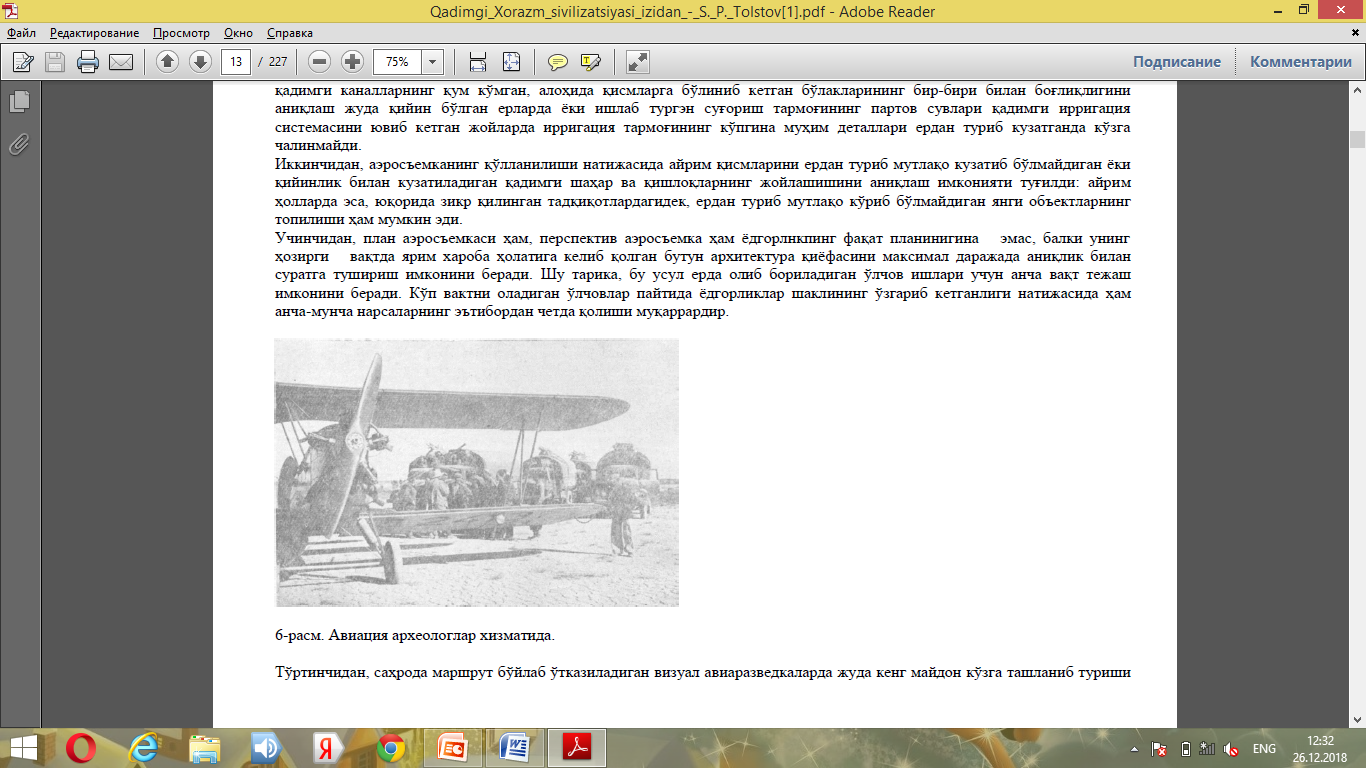 Qadimgi_Xorazm_sivilizatsiyasi_izidan_-_S._P._Tolstov[1].pdf - Adobe Reader
Файл Редактирование Просмотр Окно Справка
13 / 227 75% Подписание Комментарии
қадимги каналларнинг қум кўмган, алоҳида қисмларга бўлиниб кетган бўлакларининг бир-бири билан боғлиқлигини
аниқлаш жуда қийин бўлган ерларда ёки ишлаб тургэн суғориш тармоғининг партов сувлари қадимги ирригация
системасини ювиб кетган жойларда ирригация тармоғининг кўпгина муҳим деталлари ердан туриб кузатганда кўзга
чалинмайди.
Иккинчидан, аэросъемканинг қўлланилиши натижасида айрим қисмларини ердан туриб мутлақо кузатиб бўлмайдиган ёки
қийинлик билан кузатиладиган қадимги шаҳар ва қишлоқларнинг жойлашишини аниқлаш имконияти туғилди: айрим
ҳолларда эса, юқорида зикр қилинган тадқиқотлардагидек, ердан туриб мутлақо кўриб бўлмайдиган янги объектларнинг
топилиши ҳам мумкин эди.
Учинчидан, план аэросъемкаси ҳам, перспектив аэросъемка ҳам ёдгорлнкпинг фақат планинигина эмас, балки унинг
ҳозирги вақтда ярим хароба ҳолатига келиб қолган бутун архитектура қиёфасини максимал даражада аниқлик билан
суратга тушириш имконини беради. Шу тарика, бу усул ерда олиб бориладиган ўлчов ишлари учун анча вақт тежаш
имконини беради. Кўп вактни оладиган ўлчовлар пайтида ёдгорликлар шаклининг ўзгариб кетганлиги натижасида ҳам
анча-мунча нарсаларнинг эътибордан четда қолиши муқаррардир.
6-расм. Авиация археологлар хизматида.
Тўртинчидан, саҳрода маршрут бўйлаб ўтказиладиган визуал авиаразведкаларда жуда кенг майдон кўзга ташланиб туриши
ENG 12:32
26.12.2018